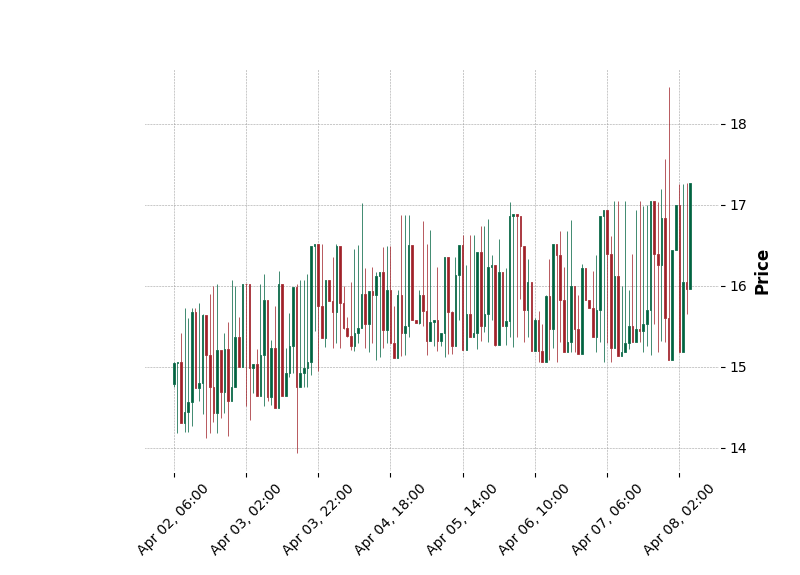 18
17
16
15
14
Price
Apr 02, 06:00
Apr 03, 02:00
Apr 03, 22:00
Apr 04, 18:00
Apr 05, 14:00
Apr 06, 10:00
Apr 07, 06:00
Apr 08, 02:00